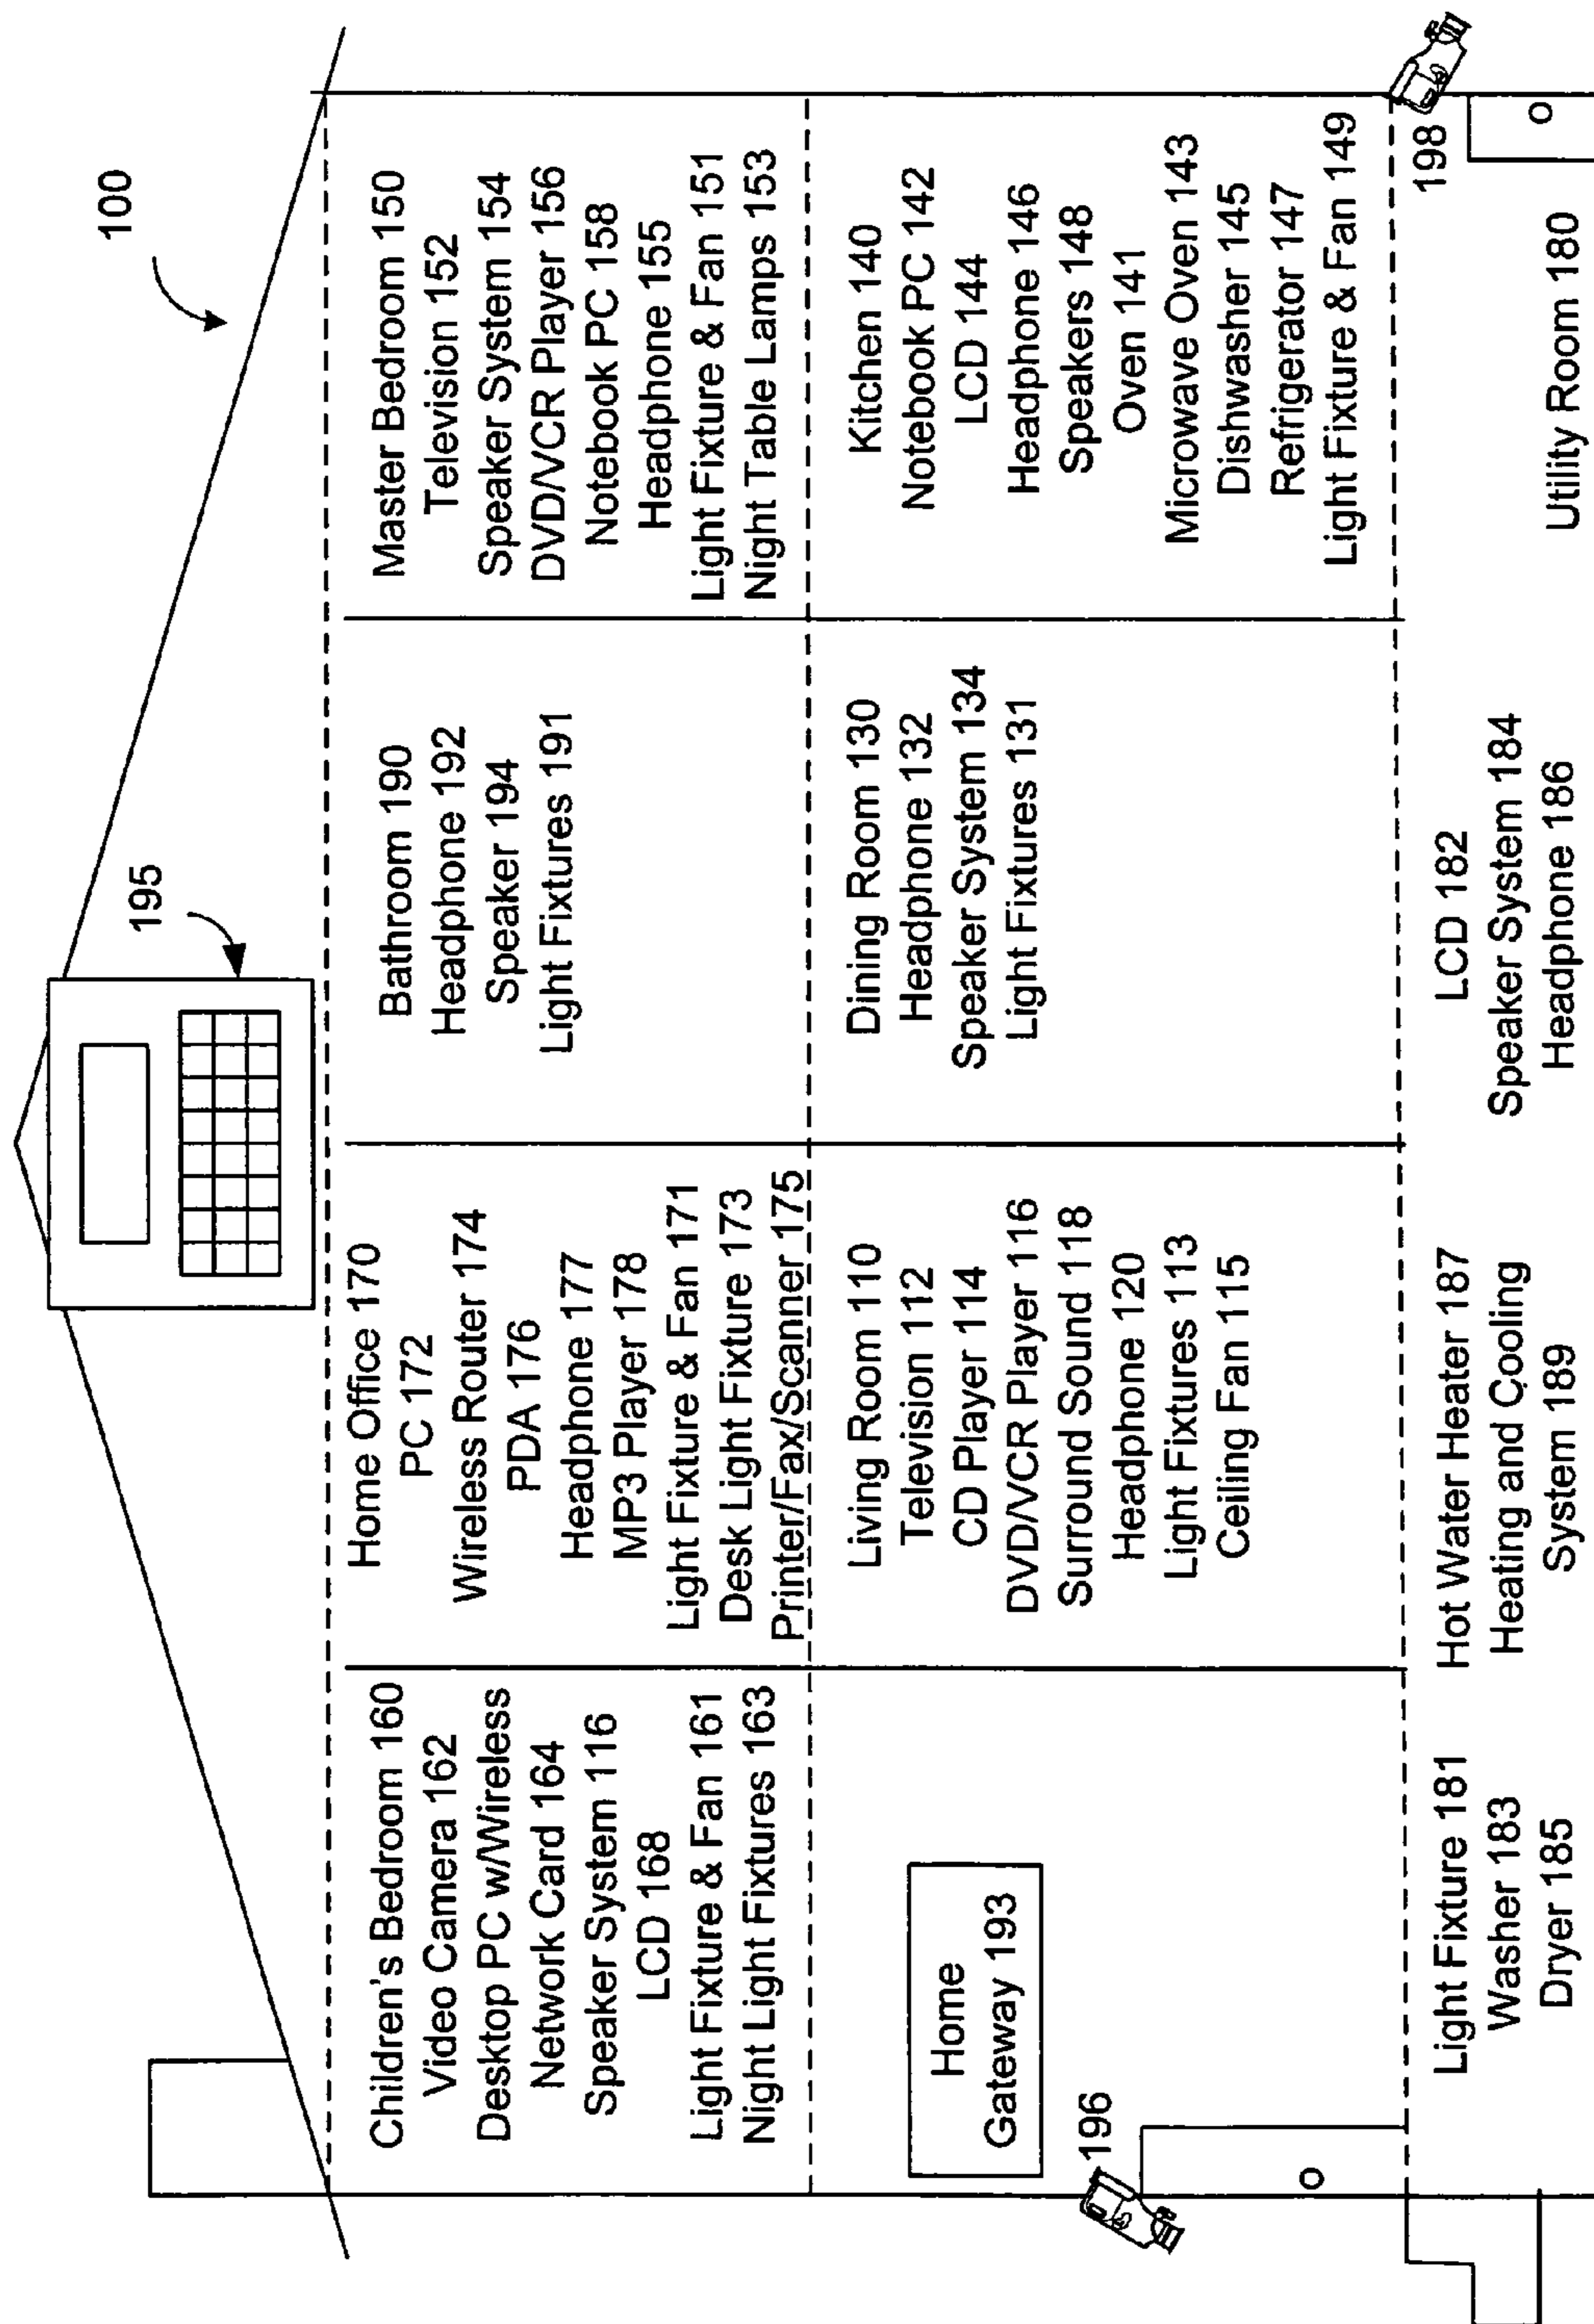 100
195
Children's Bedroom 160
Video Camera 162
Desktop PC w/Wireless
Network Card 164
Speaker System 116
LCD 168
Light Fixture & Fan 161
Night Light Fixtures 163
Home Office 170
PC 172
Wireless Router 174
PDA 176
Headphone 177
MP3 Player 178
Light Fixture & Fan 171
Desk Light Fixture 173
Printer/Fax/Scanner 175
Bathroom 190
Headphone 192
Speaker 194
Light Fixtures 191
Master Bedroom 150
Television 152
Speaker System 154
DVD/VCR Player 156
Notebook PC 158
Headphone 155
Light Fixture & Fan 151
Night Table Lamps 153
Home
Gateway 193
196
Living Room 110
Television 112
CD Player 114
DVD/VCR Player 116
Surround Sound 118
Headphone 120
Light Fixtures 113
Ceiling Fan 115
Dining Room 130
Headphone 132
Speaker System 134
Light Fixtures 131
Kitchen 140
Notebook PC 142
LCD 144
Headphone 146
Speakers 148
Oven 141
Microwave Oven 143
Dishwasher 145
Refrigerator 147
Light Fixture & Fan 149
198
Light Fixture 181
Washer 183
Dryer 185
Hot Water Heater 187
Heating and Cooling
System 189
LCD 182
Speaker System 184
Headphone 186
Utility Room 180